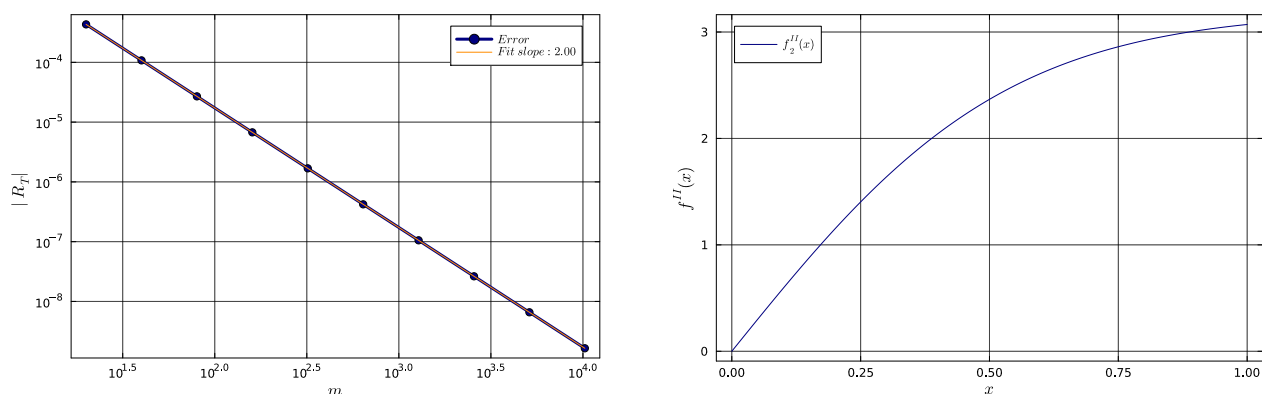 10^{-4}
10^{-5}
10^{-6}
10^{-7}
10^{-8}
| R_T|
10^{1.5} 10^{2.0} 10^{2.5} 10^{3.0} 10^{3.5} 10^{4.0}
m
Error
Fit slope : 2.00
3
2
1
0
f^{II}(x)
0.00 0.25 0.50 0.75 1.00
x
f_2^{II}(x)